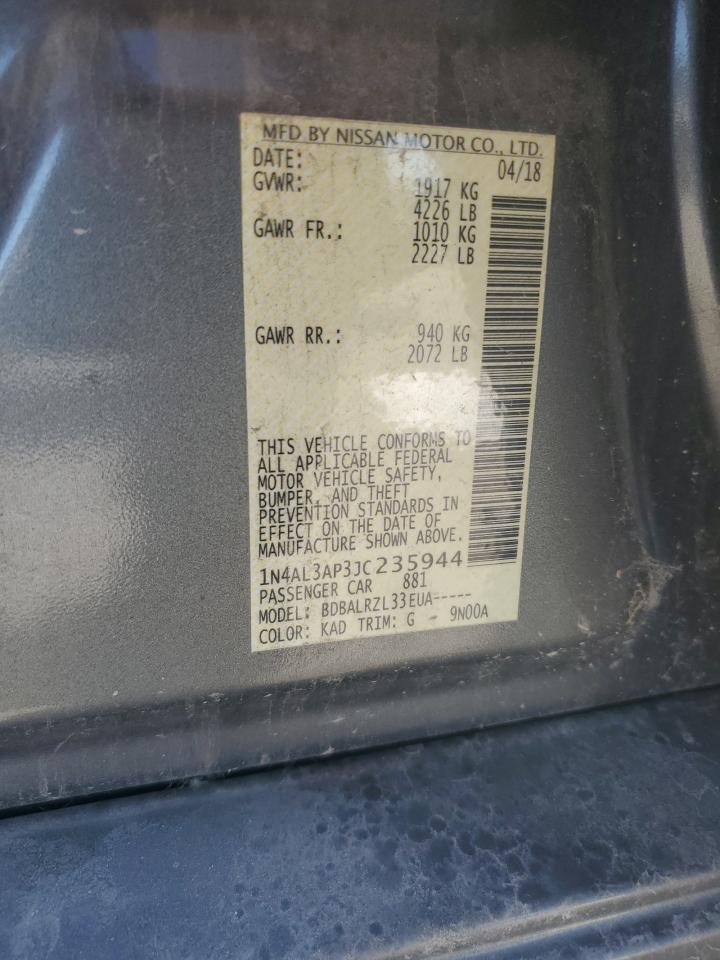 MFD BY NISSAN MOTOR CO., LTD.
DATE: 04/18
GVWR: 1917 KG
4226 LB
GAWR FR.: 1010 KG
2227 LB
GAWR RR.: 940 KG
2072 LB
THIS VEHICLE CONFORMS TO
ALL APPLICABLE FEDERAL
MOTOR VEHICLE SAFETY,
BUMPER, AND THEFT
PREVENTION STANDARDS IN
EFFECT ON THE DATE OF
MANUFACTURE SHOWN ABOVE.
1N4AL3AP3JC235944
PASSENGER CAR 881
MODEL: BDBALRZL33EUA-----
COLOR: KAD TRIM: G - 9N00A